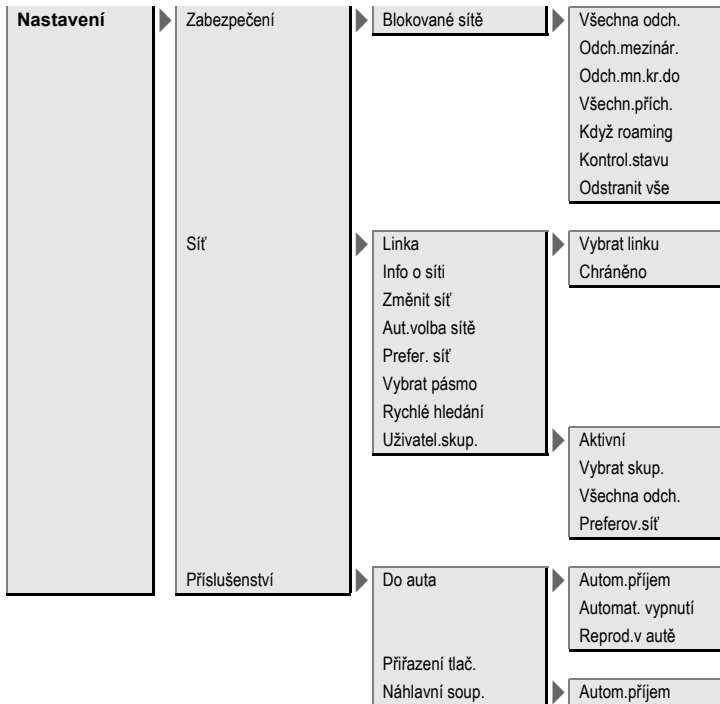 Nastavení Zabezpečení Blokované sítě Všechna odch.
Odch.mezinár.
Odch.mn.kr.do
Všechn.přích.
Když roaming
Kontrol.stavu
Odstranit vše
Síť Linka Vybrat linku
Info o síti Chráněno
Změnit síť
Aut.volba sítě
Prefer. síť
Vybrat pásmo
Rychlé hledání
Uživatel.skup. Aktivní
Vybrat skup.
Všechna odch.
Preferov.síť
Příslušenství Do auta Autom.příjem
Automat. vypnutí
Reprod.v autě
Přiřazení tlač.
Náhlavní soup. Autom.příjem